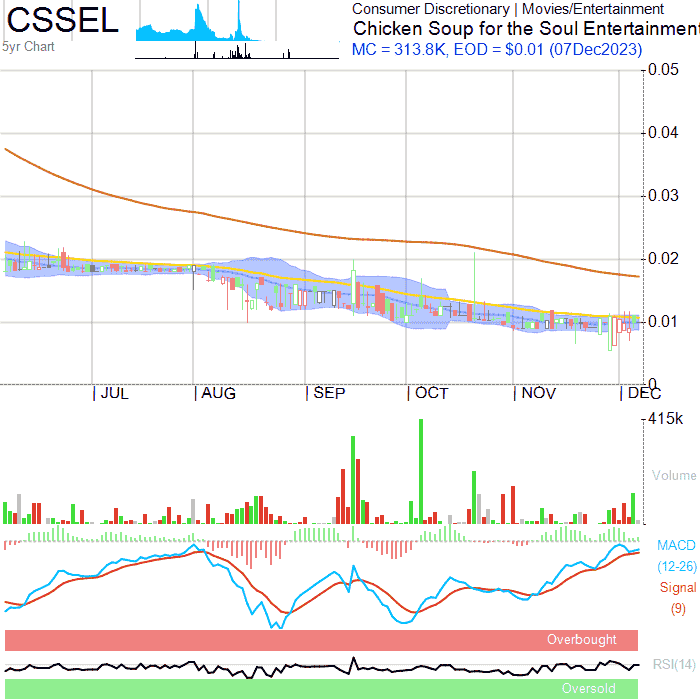 CSSEL
5yr Chart
Consumer Discretionary | Movies/Entertainment
Chicken Soup for the Soul Entertainment
MC = 313.8K, EOD = $0.01 (07Dec2023)
0.05
0.04
0.03
0.02
0.01
0
JUL AUG SEP OCT NOV DEC
415k
Volume
MACD
(12-26)
Signal
(9)
Overbought
RSI(14)
Oversold